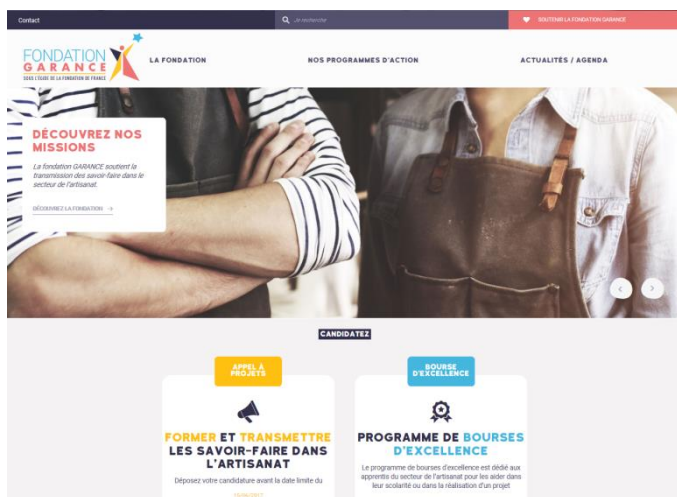 Contact
Je recherche
SOUTENIR LA FONDATION GARANCE
FONDATION
GARANCE
SOUS L'ÉGIDE DE LA FONDATION DE FRANCE
LA FONDATION
NOS PROGRAMMES D'ACTION
ACTUALITÉS / AGENDA
DÉCOUVREZ NOS
MISSIONS
La fondation GARANCE soutient la
transmission des savoir-faire dans le
secteur de l'artisanat.
DÉCOUVREZ LA FONDATION →
CANDIDATEZ
APPEL À
PROJETS
BOURSE
D'EXCELLENCE
FORMER ET TRANSMETTRE
LES SAVOIR-FAIRE DANS
L'ARTISANAT
Déposez votre candidature avant la date limite du
PROGRAMME DE BOURSES
D'EXCELLENCE
Le programme de bourses d'excellence est dédié aux
apprentis du secteur de l'artisanat pour les aider dans
leur scolarité ou dans la réalisation d'un projet